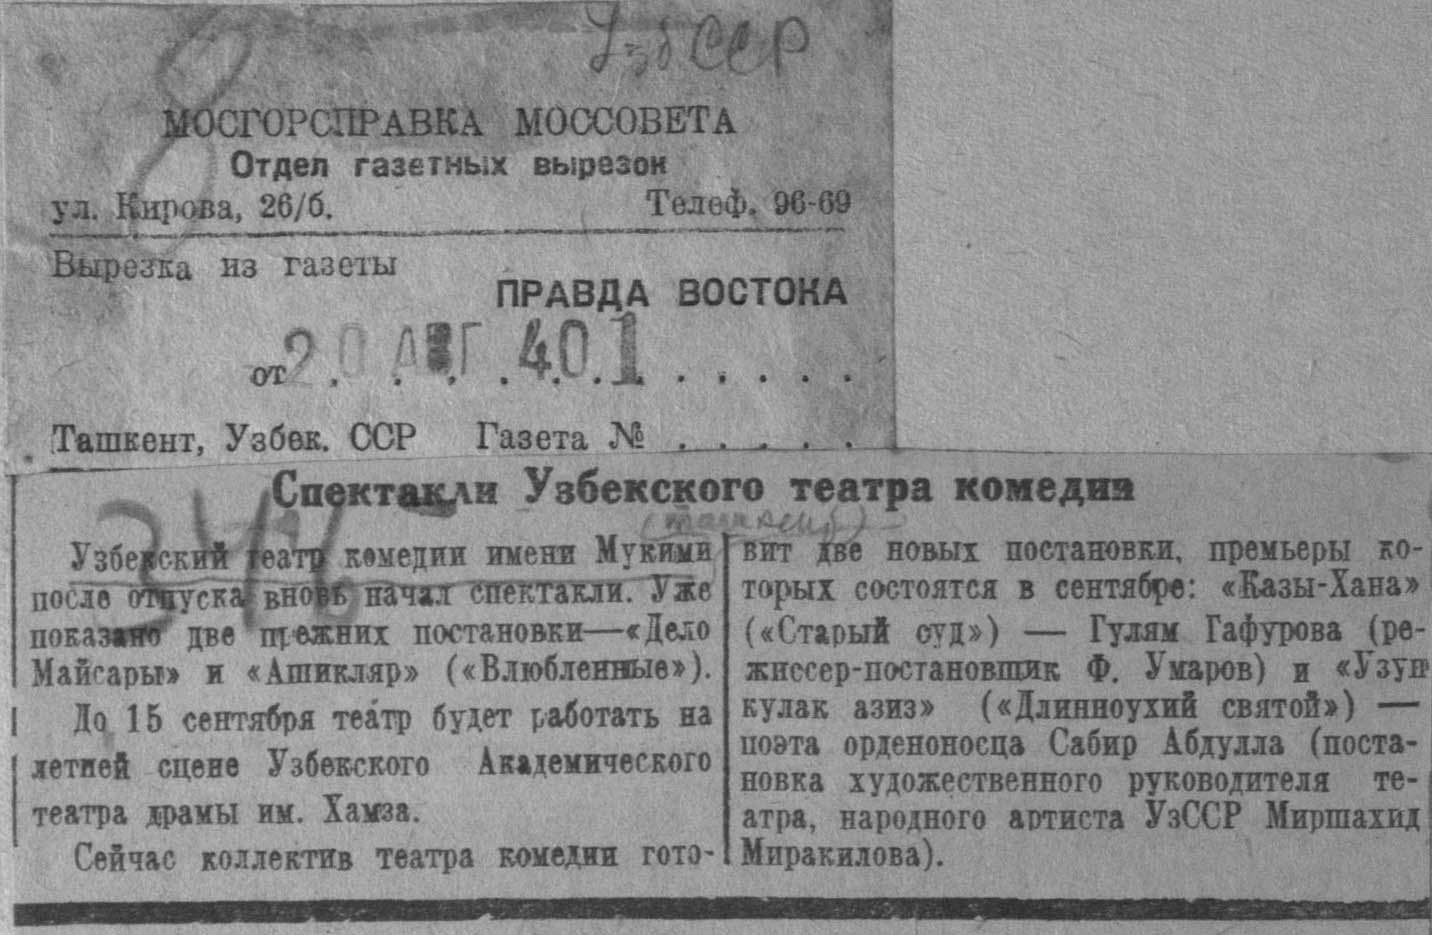 УзбССР
МОСГОРСПРАВКА МОССОВЕТА
Отдел газетных вырезок
ул. Кирова, 26/б. Телеф. 96-69
Вырезка из газеты
ПРАВДА ВОСТОКА
от 20 АВГ 40 1 . . . . .
Ташкент, Узбек. ССР Газета № . . . . .
Спектакли Узбекского театра комедии
(Ташкент)
Узбекский театр комедии имени Мукими
после отпуска вновь начал спектакли. Уже
показано две прежних постановки—«Дело
Майсары» и «Ашикляр» («Влюбленные»).
До 15 сентября театр будет работать на
летней сцене Узбекского Академического
театра драмы им. Хамза.
Сейчас коллектив театра комедии гото-
вит две новых постановки, премьеры ко-
торых состоятся в сентябре: «Казы-Хана»
(«Старый суд») — Гулям Гафурова (ре-
жиссер-постановщик Ф. Умаров) и «Узун
кулак азиз» («Длинноухий святой») —
поэта орденоносца Сабир Абдулла (поста-
новка художественного руководителя те-
атра, народного артиста УзССР Миршахид
Миракилова).